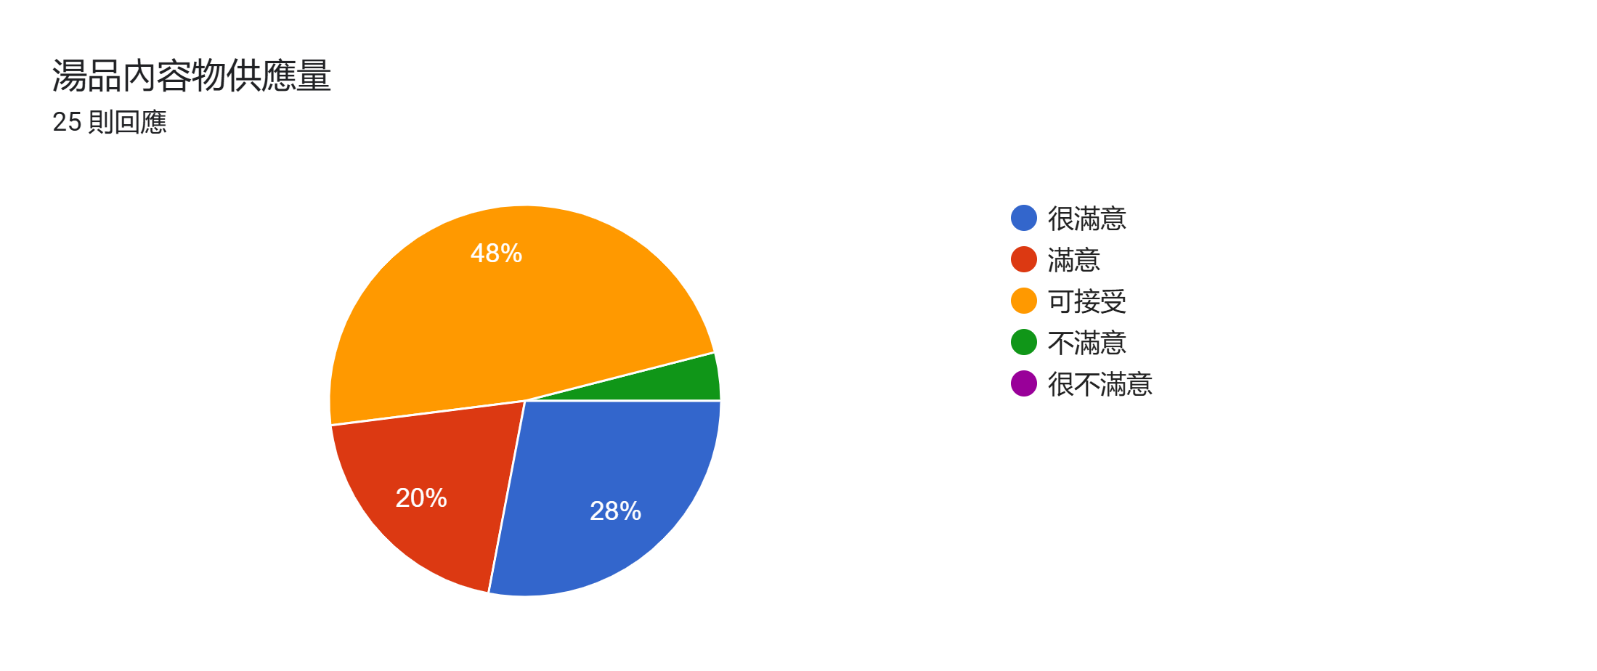 湯品內容物供應量
25 則回應
48%
20%
28%
很滿意
滿意
可接受
不滿意
很不滿意